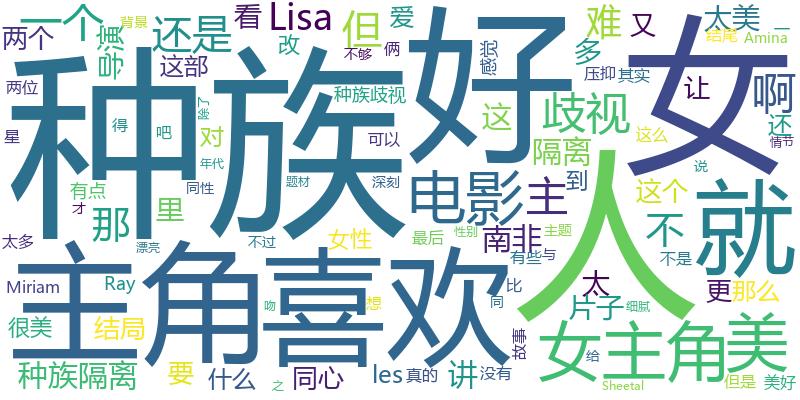 一个 还是 看 Lisa 但 爱 难 又 太美 背景 结尾 Amina 一
两个 导演 这部 改 不够 俩 感觉 多 压抑 其实 啊
两位 种族 好 女 让
星 得 吧 除了 对 种族歧视 这 歧视 还
可以 隔离 这么 情节
那 有点 里 同性 年代 电影 主 到 这个 不 就 说
才 题材 深刻 人 不是
太多 漂亮 不过 女性 最后 性别 南非 主题 有些 与
Miriam Ray 主角 喜欢 太 更 那么
很美 结局 吻 想 同 比 片子 细腻
种族隔离 要 什么 之 同心 les 真的 没有 讲 故事 女主角 给 美
Sheetal 但是 美好